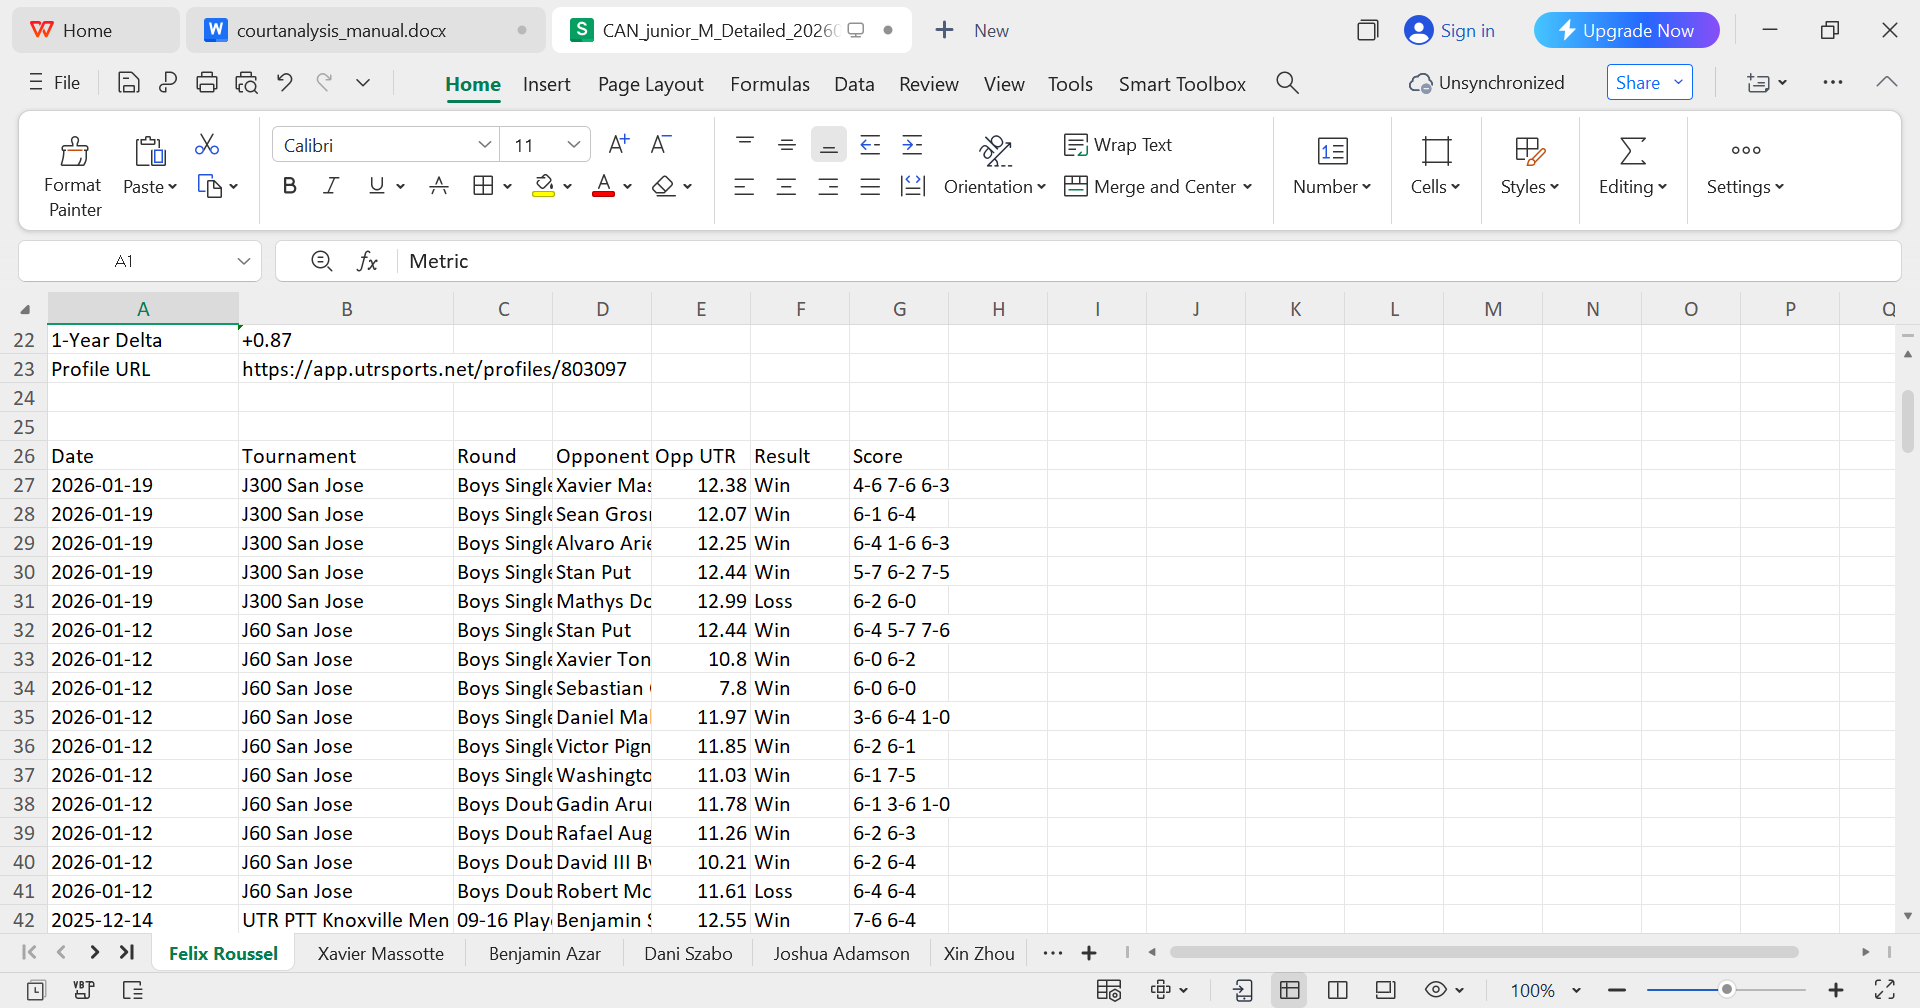 Home courtanalysis_manual.docx CAN_junior_M_Detailed_2026 New Sign in Upgrade Now
File Home Insert Page Layout Formulas Data Review View Tools Smart Toolbox Unsynchronized Share
Format Painter Paste Calibri 11 A+ A- B I U A Orientation Wrap Text Merge and Center Number Cells Styles Editing Settings
A1 fx Metric
A B C D E F G H I J K L M N O P Q
22 1-Year Delta +0.87
23 Profile URL https://app.utrsports.net/profiles/803097
24
25
26 Date Tournament Round Opponent Opp UTR Result Score
27 2026-01-19 J300 San Jose Boys Single Xavier Mas 12.38 Win 4-6 7-6 6-3
28 2026-01-19 J300 San Jose Boys Single Sean Gros 12.07 Win 6-1 6-4
29 2026-01-19 J300 San Jose Boys Single Alvaro Arie 12.25 Win 6-4 1-6 6-3
30 2026-01-19 J300 San Jose Boys Single Stan Put 12.44 Win 5-7 6-2 7-5
31 2026-01-19 J300 San Jose Boys Single Mathys Do 12.99 Loss 6-2 6-0
32 2026-01-12 J60 San Jose Boys Single Stan Put 12.44 Win 6-4 5-7 7-6
33 2026-01-12 J60 San Jose Boys Single Xavier Ton 10.8 Win 6-0 6-2
34 2026-01-12 J60 San Jose Boys Single Sebastian 7.8 Win 6-0 6-0
35 2026-01-12 J60 San Jose Boys Single Daniel Mal 11.97 Win 3-6 6-4 1-0
36 2026-01-12 J60 San Jose Boys Single Victor Pign 11.85 Win 6-2 6-1
37 2026-01-12 J60 San Jose Boys Single Washingto 11.03 Win 6-1 7-5
38 2026-01-12 J60 San Jose Boys Doub Gadin Aru 11.78 Win 6-1 3-6 1-0
39 2026-01-12 J60 San Jose Boys Doub Rafael Aug 11.26 Win 6-2 6-3
40 2026-01-12 J60 San Jose Boys Doub David III B 10.21 Win 6-2 6-4
41 2026-01-12 J60 San Jose Boys Doub Robert Mc 11.61 Loss 6-4 6-4
42 2025-12-14 UTR PTT Knoxville Men 09-16 Play Benjamin S 12.55 Win 7-6 6-4
Felix Roussel Xavier Massotte Benjamin Azar Dani Szabo Joshua Adamson Xin Zhou
100%